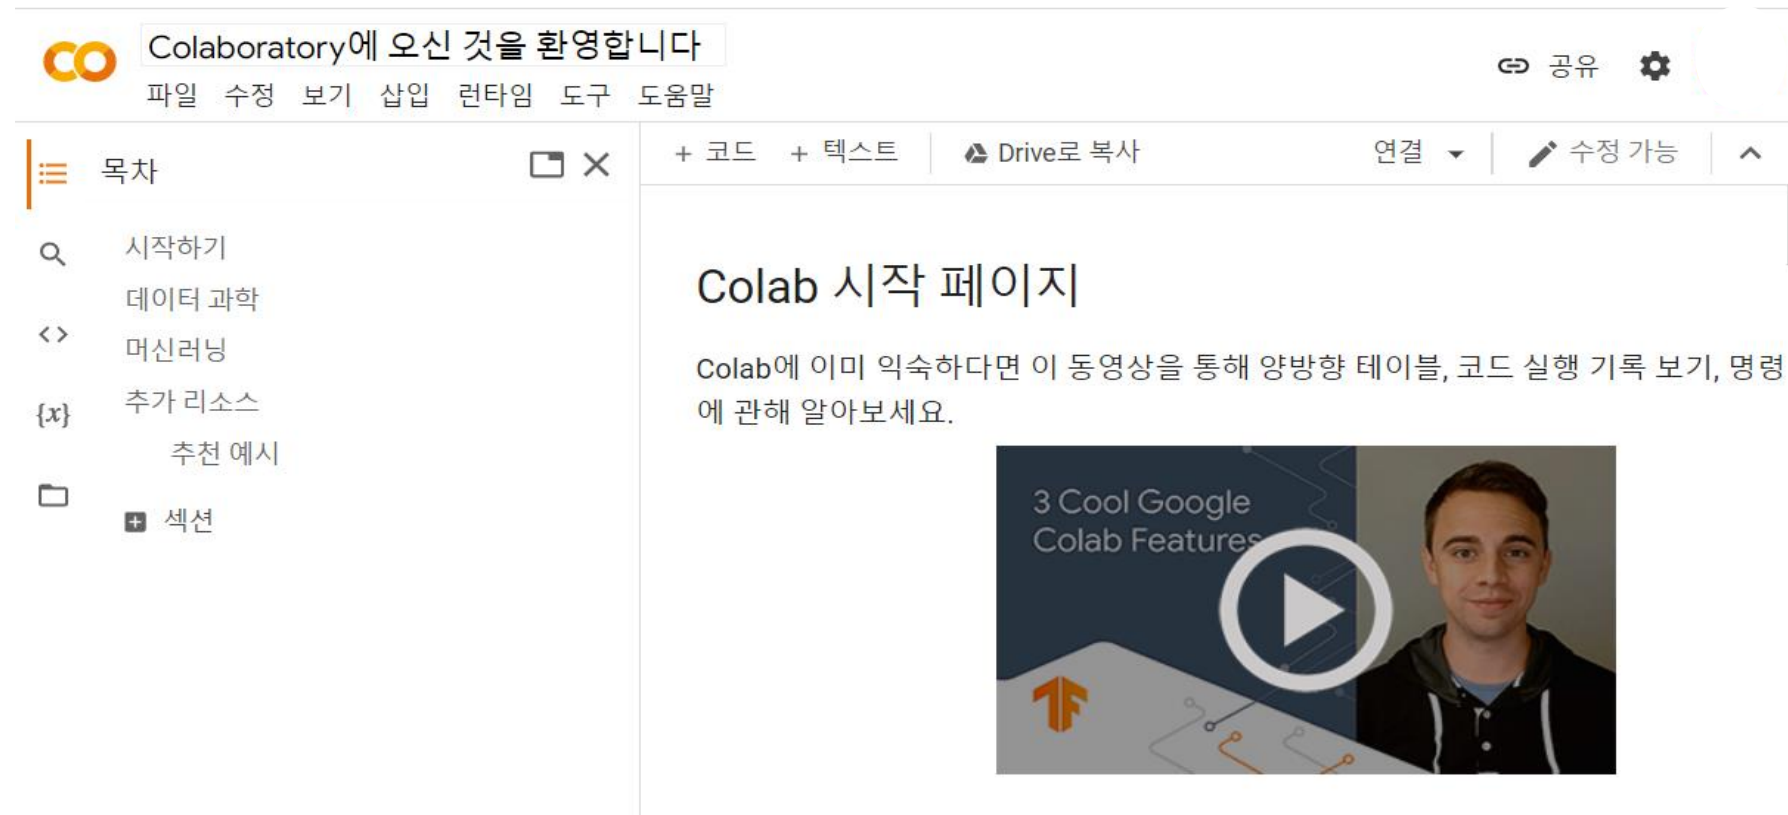 Colaboratory에 오신 것을 환영합니다
파일 수정 보기 삽입 런타임 도구 도움말
공유
목차
시작하기
데이터 과학
머신러닝
추가 리소스
추천 예시
섹션
{x}
+ 코드 + 텍스트 Drive로 복사 연결 수정 가능
Colab 시작 페이지
Colab에 이미 익숙하다면 이 동영상을 통해 양방향 테이블, 코드 실행 기록 보기, 명령
에 관해 알아보세요.
3 Cool Google
Colab Features